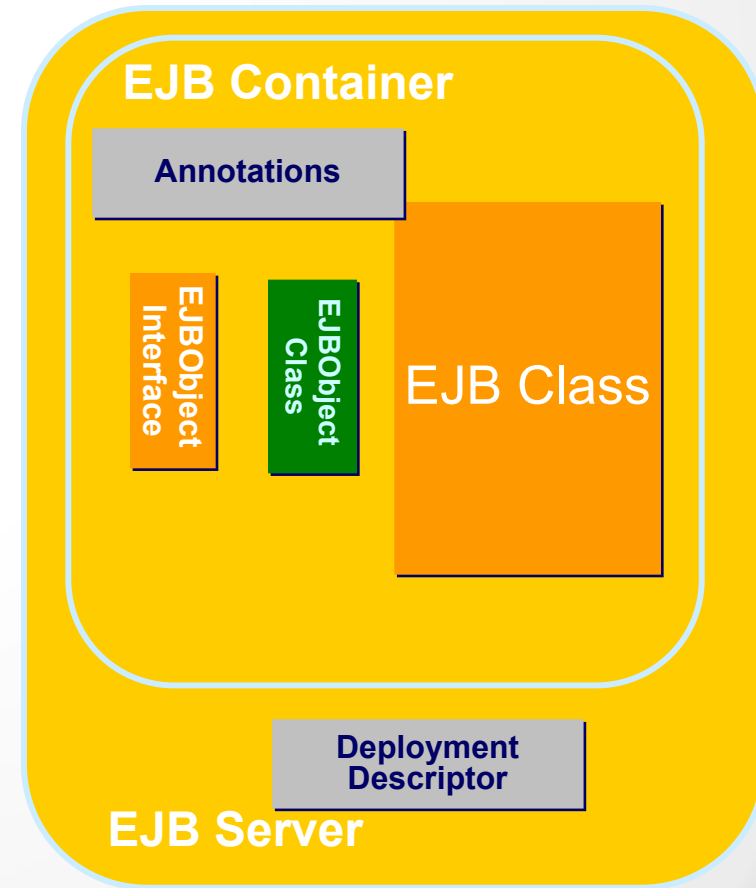 EJB Container
Annotations
EJBObject
Interface
EJBObject
Class
EJB Class
Deployment
Descriptor
EJB Server